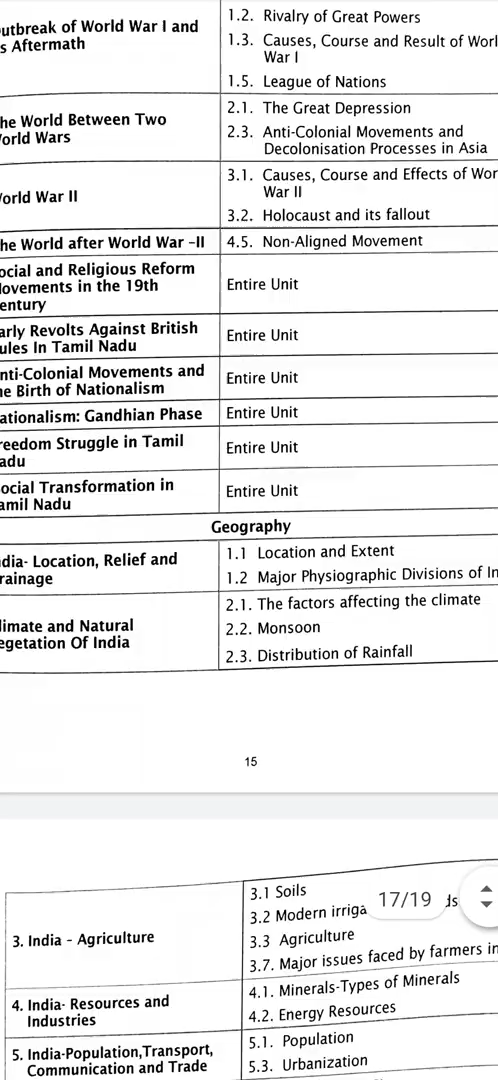 utbreak of World War I and
s Aftermath
1.2. Rivalry of Great Powers
1.3. Causes, Course and Result of Worl
War I
1.5. League of Nations
he World Between Two
orld Wars
2.1. The Great Depression
2.3. Anti-Colonial Movements and
Decolonisation Processes in Asia
orld War II
3.1. Causes, Course and Effects of Wor
War II
3.2. Holocaust and its fallout
he World after World War -II
4.5. Non-Aligned Movement
ocial and Religious Reform
ovements in the 19th
entury
Entire Unit
arly Revolts Against British
ules In Tamil Nadu
Entire Unit
nti-Colonial Movements and
e Birth of Nationalism
Entire Unit
ationalism: Gandhian Phase
Entire Unit
reedom Struggle in Tamil
adu
Entire Unit
ocial Transformation in
amil Nadu
Entire Unit
Geography
dia- Location, Relief and
rainage
1.1 Location and Extent
1.2 Major Physiographic Divisions of In
limate and Natural
egetation Of India
2.1. The factors affecting the climate
2.2. Monsoon
2.3. Distribution of Rainfall
15
17/19
3. India - Agriculture
3.1 Soils
3.2 Modern irriga ds
3.3 Agriculture
3.7. Major issues faced by farmers in
4. India- Resources and
Industries
4.1. Minerals-Types of Minerals
4.2. Energy Resources
5. India-Population,Transport,
Communication and Trade
5.1. Population
5.3. Urbanization